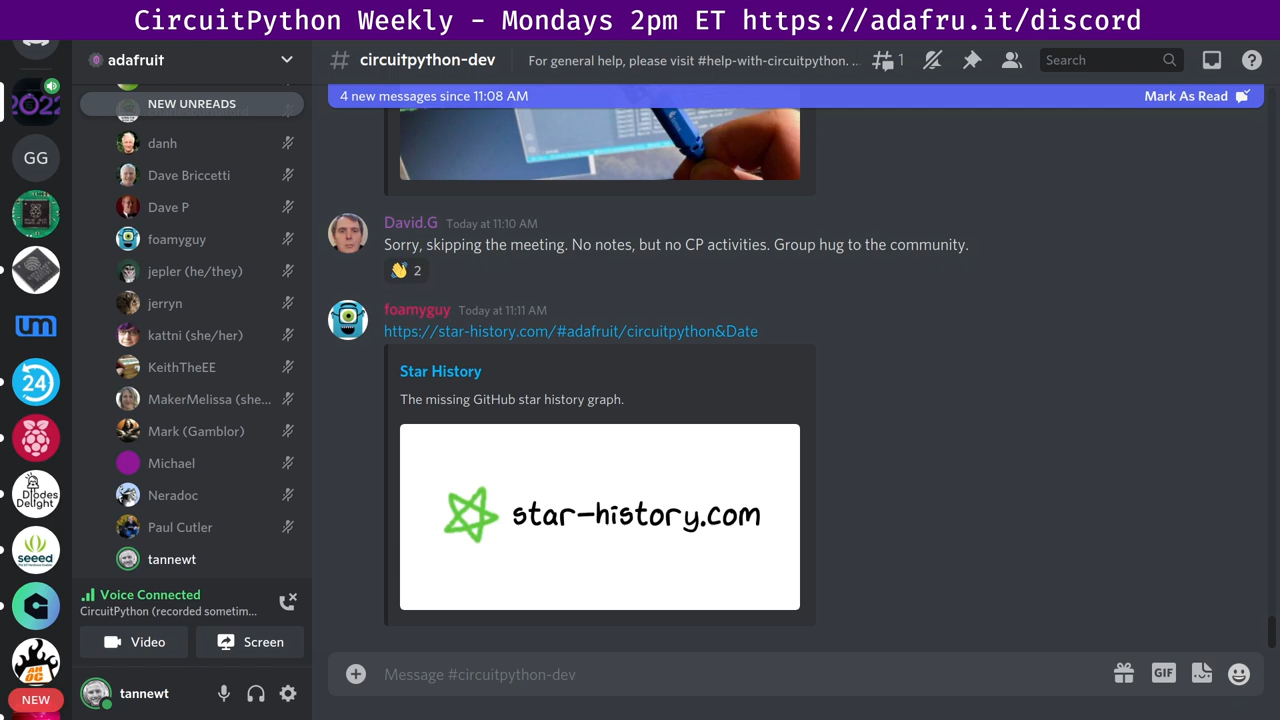 CircuitPython Weekly - Mondays 2pm ET https://adafru.it/discord
adafruit
circuitpython-dev
For general help, please visit #help-with-circuitpython. ...
1
Search
2022
NEW UNREADS
4 new messages since 11:08 AM
Mark As Read
GG
danh
Dave Briccetti
Dave P
foamyguy
jepler (he/they)
jerryn
kattni (she/her)
KeithTheEE
MakerMelissa (she...
Mark (Gamblor)
Michael
Neradoc
Paul Cutler
tannewt
David.G Today at 11:10 AM
Sorry, skipping the meeting. No notes, but no CP activities. Group hug to the community.
2
foamyguy Today at 11:11 AM
https://star-history.com/#adafruit/circuitpython&Date
Star History
The missing GitHub star history graph.
star-history.com
um
24
Diodes
Delight
seeed
Voice Connected
CircuitPython (recorded sometim...
Video
Screen
Message #circuitpython-dev
GIF
NEW
tannewt